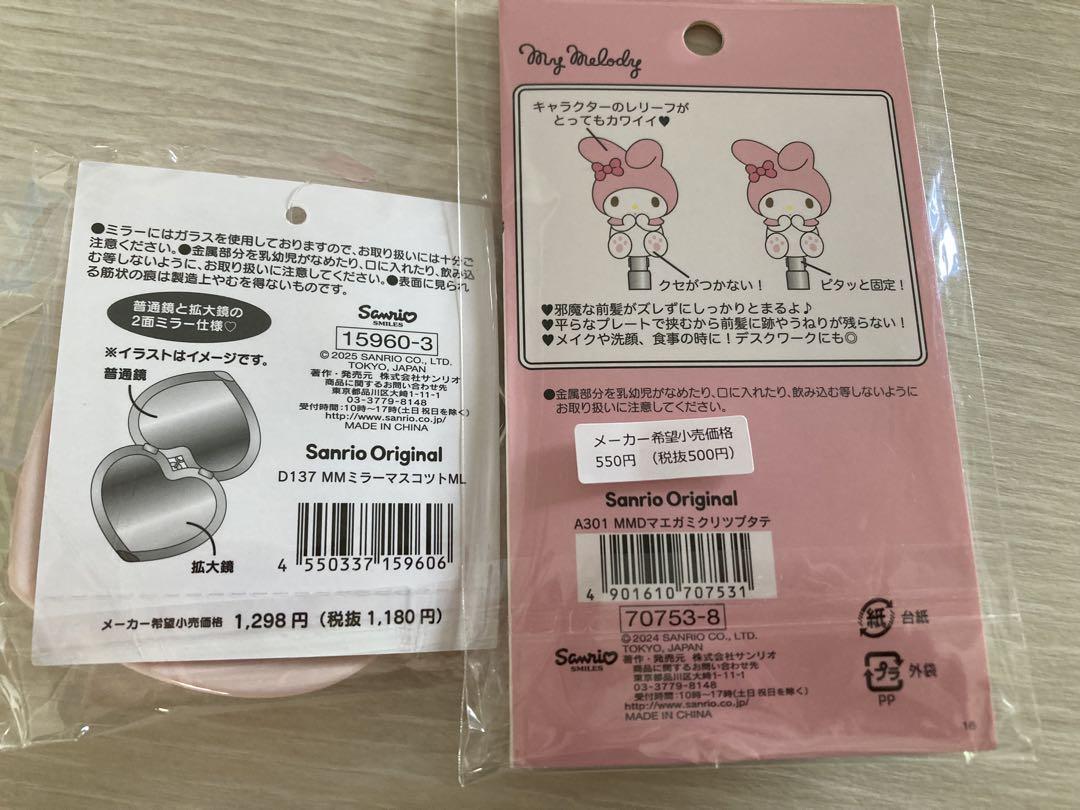 ●ミラーにはガラスを使用しておりますので、お取り扱いには十分ご
注意ください。●金属部分を乳幼児がなめたり、口に入れたり、飲み込
む等しないように、お取り扱いに注意してください。●表面に見られ
る筋状の痕は製造上やむを得ないものです。
普通鏡と拡大鏡の
2面ミラー仕様♡
※イラストはイメージです。
普通鏡
拡大鏡
Sanrio
SMILES
15960-3
©2025 SANRIO CO., LTD.
TOKYO, JAPAN
著作・発売元 株式会社サンリオ
商品に関するお問い合わせ先
東京都品川区大崎1-11-1
03-3779-8148
受付時間:10時〜17時(土日祝日を除く)
http://www.sanrio.co.jp/
MADE IN CHINA
Sanrio Original
D137 MMミラーマスコツトML
4 550337 159606
メーカー希望小売価格 1,298円(税抜1,180円)
My Melody
キャラクターのレリーフが
とってもカワイイ♥
クセがつかない!
ピタッと固定!
♥邪魔な前髪がズレずにしっかりとまるよ♪
♥平らなプレートで挟むから前髪に跡やうねりが残らない!
♥メイクや洗顔、食事の時に!デスクワークにも◎
●金属部分を乳幼児がなめたり、口に入れたり、飲み込む等しないように
お取り扱いに注意してください。
メーカー希望小売価格
550円 (税抜500円)
Sanrio Original
A301 MMDマエガミクリツプタテ
4 901610 707531
70753-8
©2024 SANRIO CO., LTD.
TOKYO, JAPAN
Sanrio
SMILES
著作・発売元 株式会社サンリオ
商品に関するお問い合わせ先
東京都品川区大崎1-11-1
03-3779-8148
受付時間:10時〜17時(土日祝日を除く)
http://www.sanrio.co.jp/
MADE IN CHINA
紙 台紙
プラ 外袋
PP
16